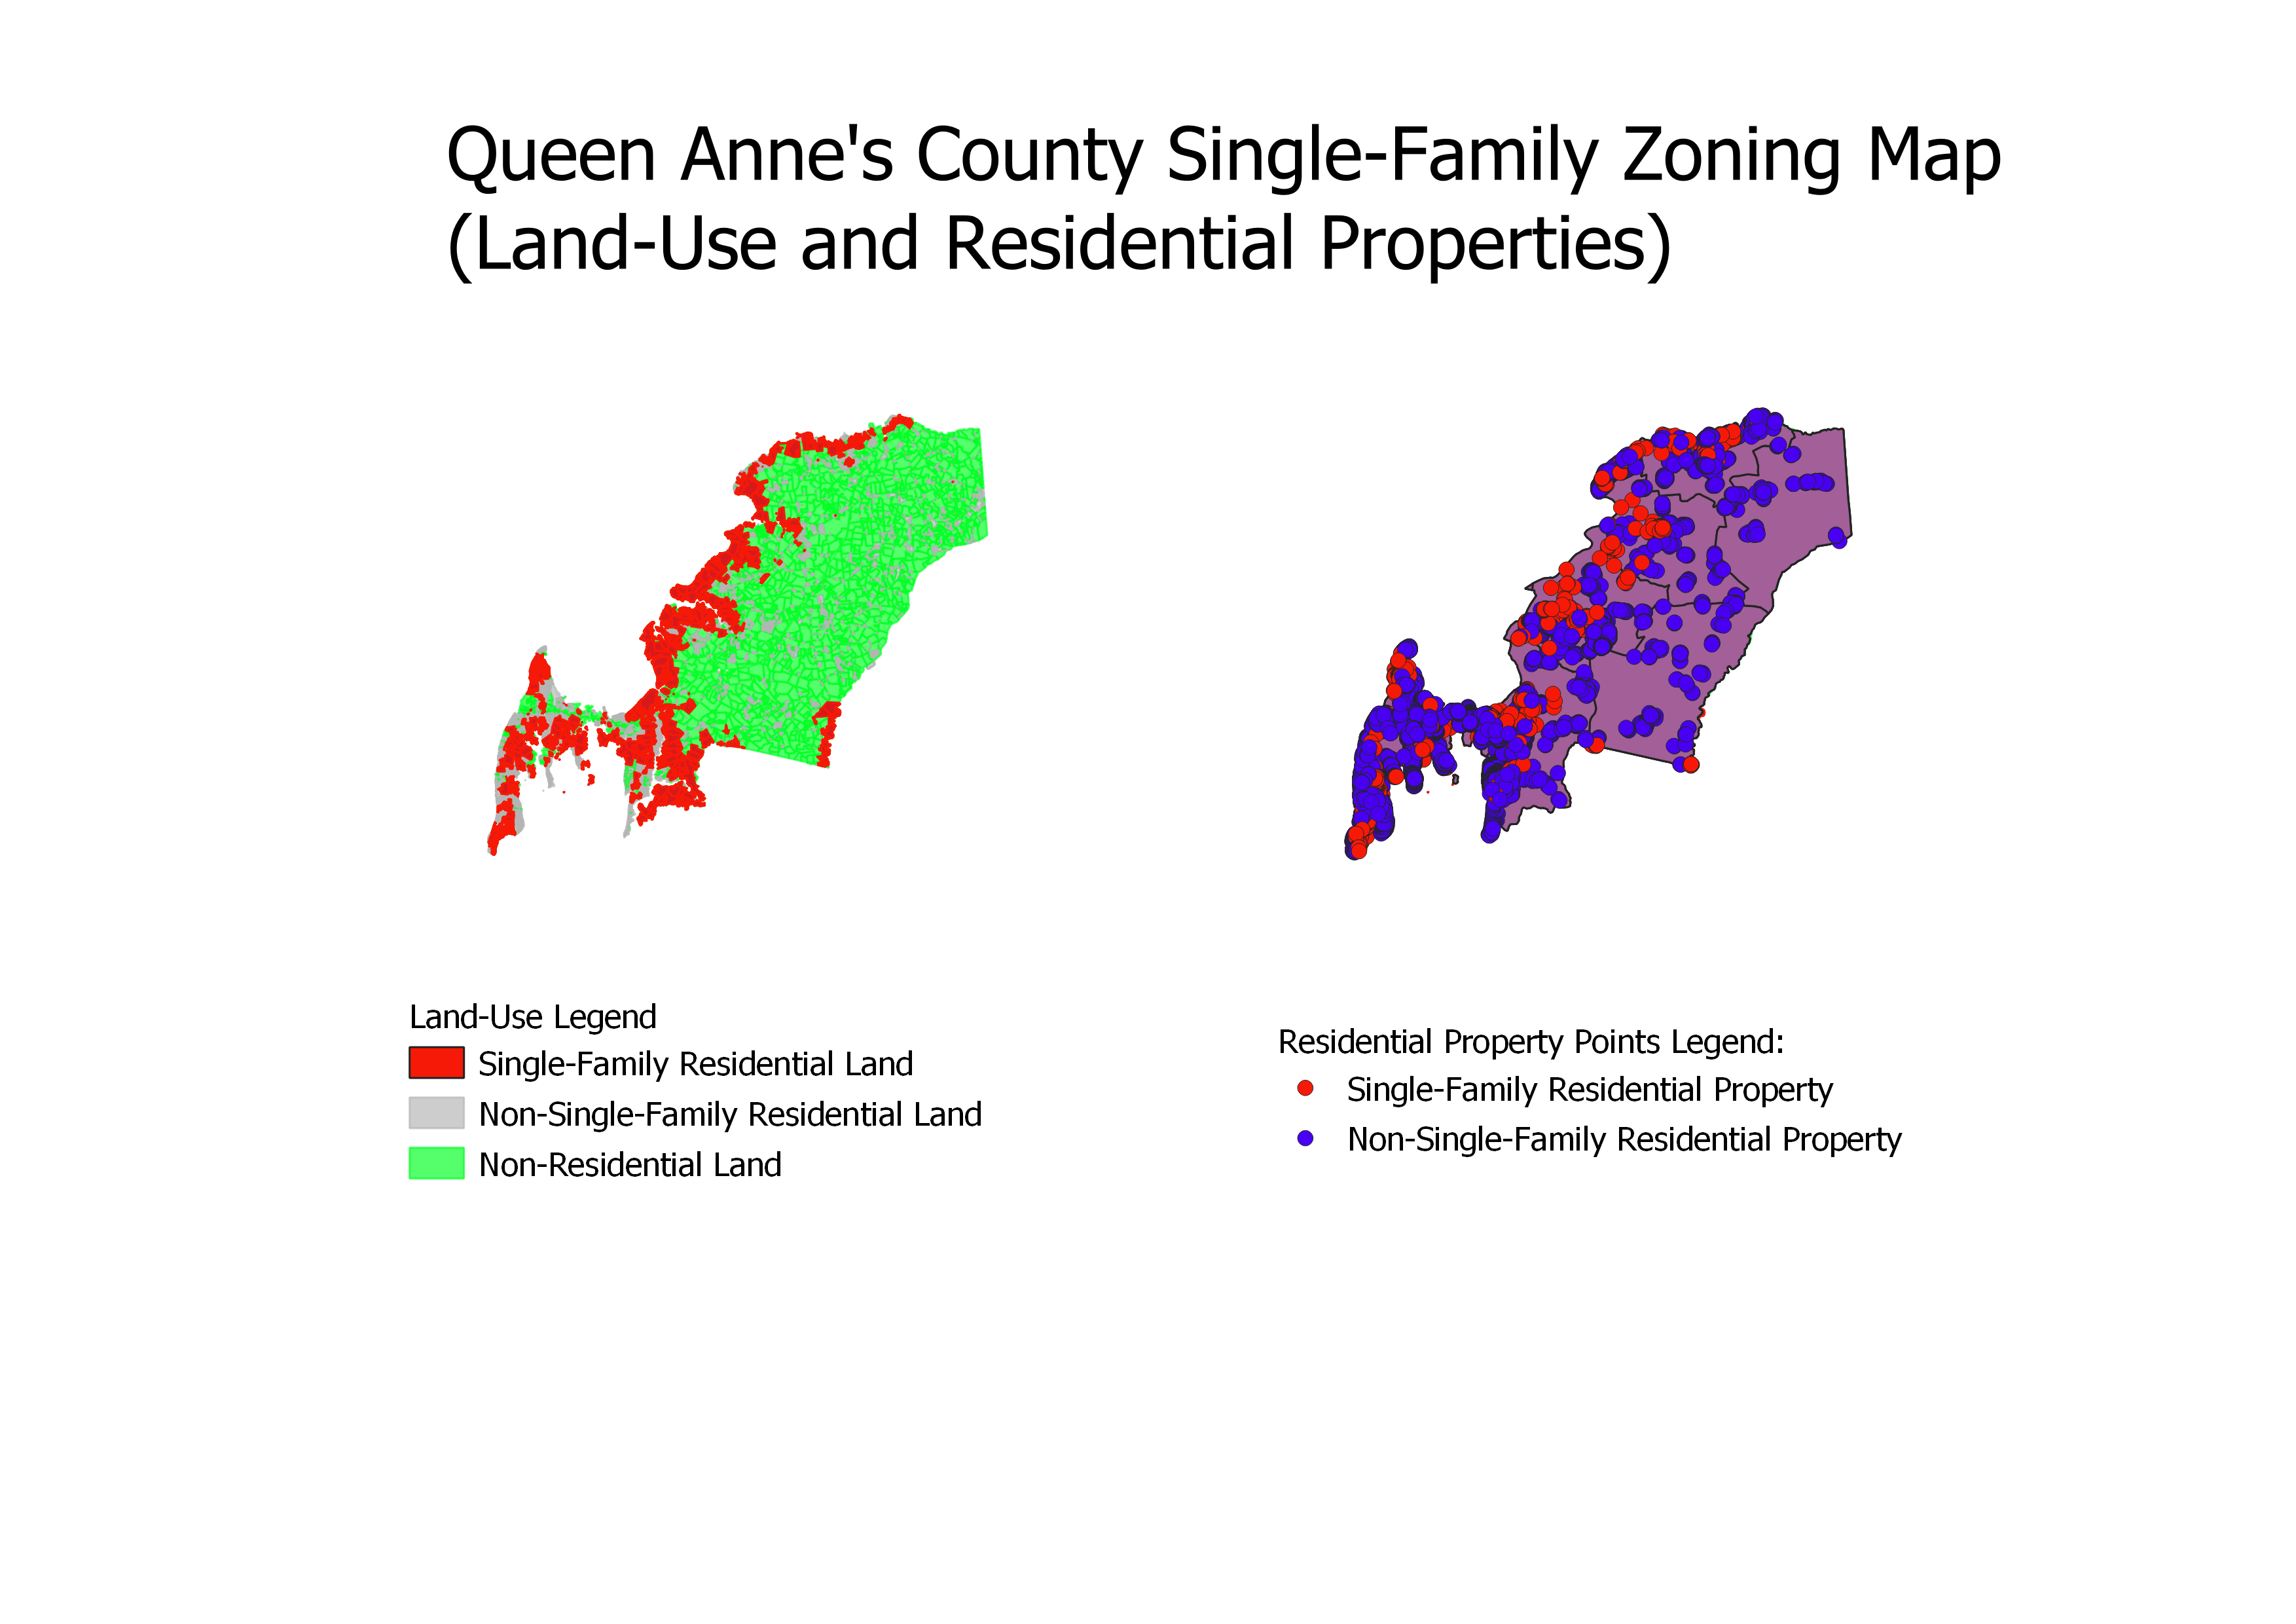 Queen Anne's County Single-Family Zoning Map
(Land-Use and Residential Properties)
Land-Use Legend
Single-Family Residential Land
Non-Single-Family Residential Land
Non-Residential Land
Residential Property Points Legend:
Single-Family Residential Property
Non-Single-Family Residential Property